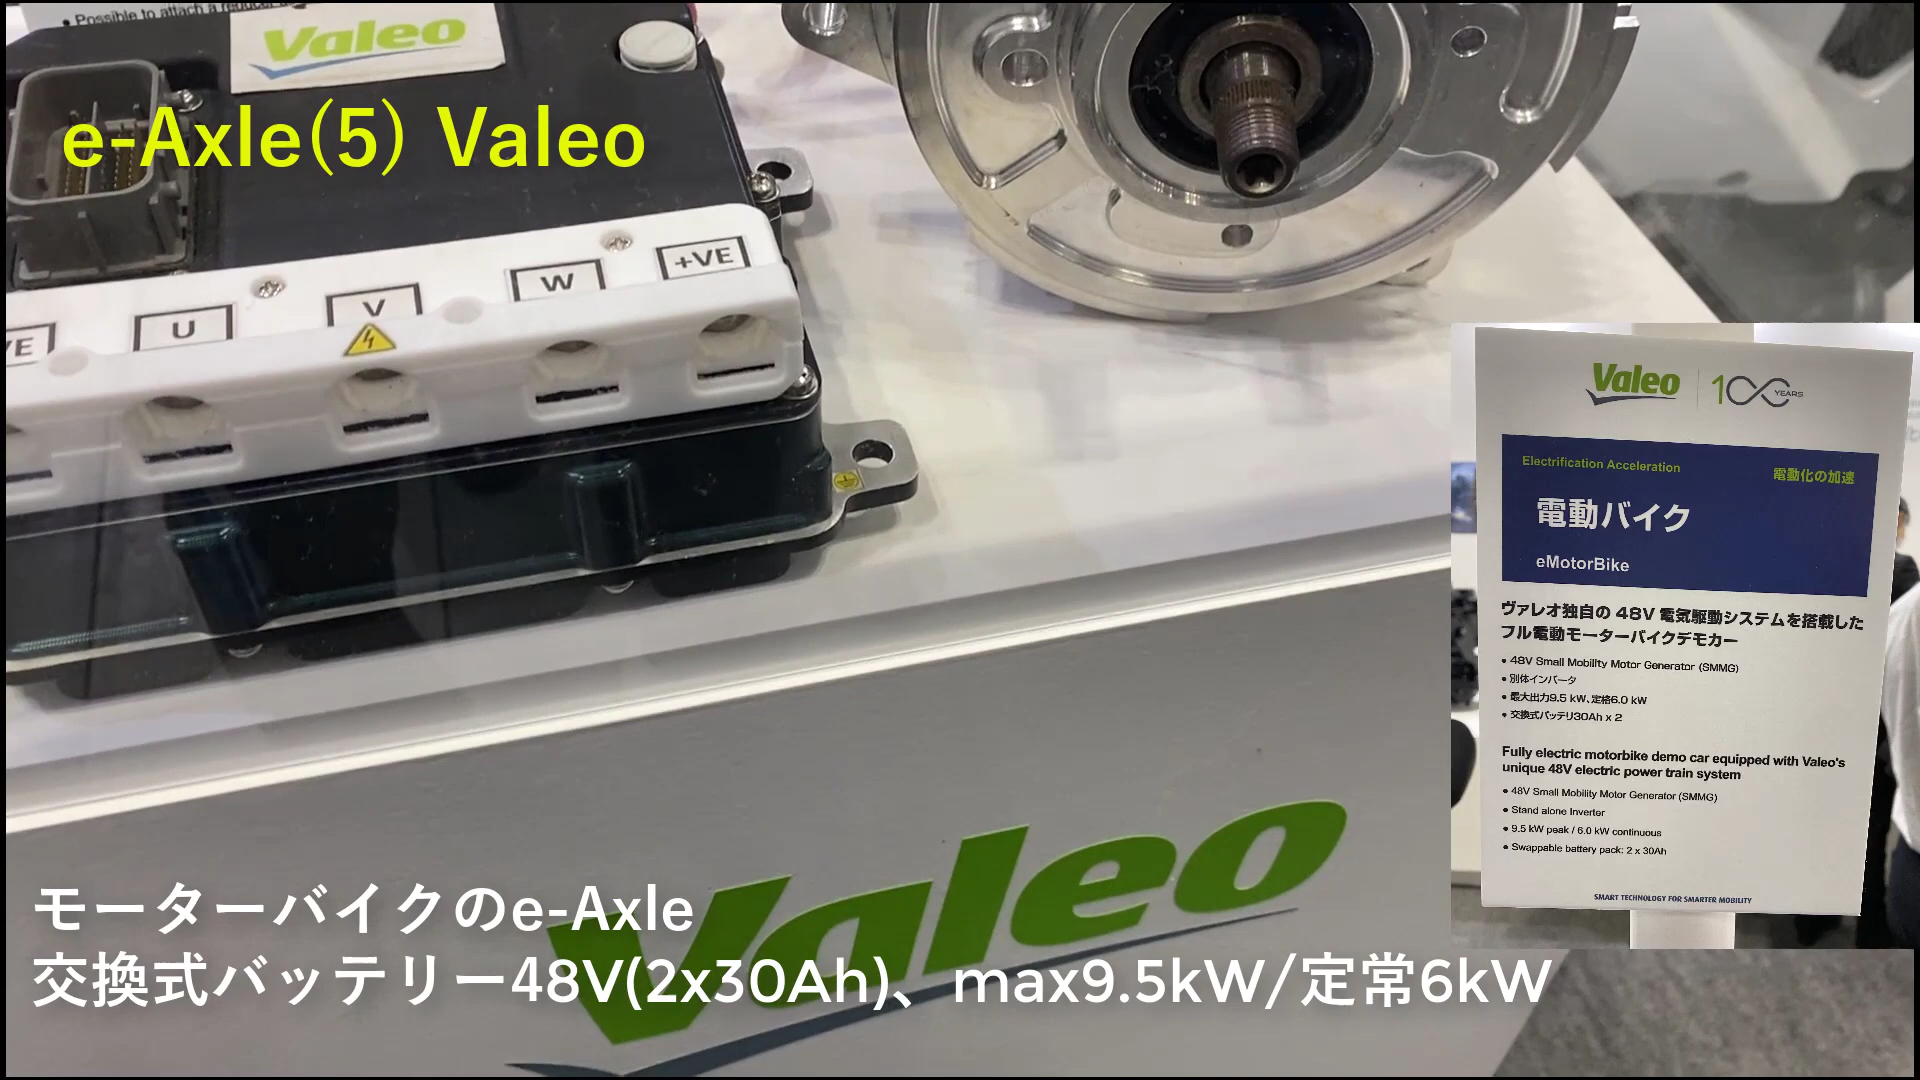 • Possible to attach a reducer
Valeo
e-Axle(5) Valeo
VE
U
V
W
+VE
Valeo 100 YEARS
Electrification Acceleration 電動化の加速
電動バイク
eMotorBike
ヴァレオ独自の 48V 電気駆動システムを搭載した
フル電動モーターバイクデモカー
• 48V Small Mobility Motor Generator (SMMG)
• 別体インバータ
• 最大出力9.5 kW、定格6.0 kW
• 交換式バッテリ30Ah x 2
Fully electric motorbike demo car equipped with Valeo's
unique 48V electric power train system
• 48V Small Mobility Motor Generator (SMMG)
• Stand alone Inverter
• 9.5 kW peak / 6.0 kW continuous
• Swappable battery pack: 2 x 30Ah
SMART TECHNOLOGY FOR SMARTER MOBILITY
Valeo
モーターバイクのe-Axle
交換式バッテリー48V(2x30Ah)、max9.5kW/定常6kW